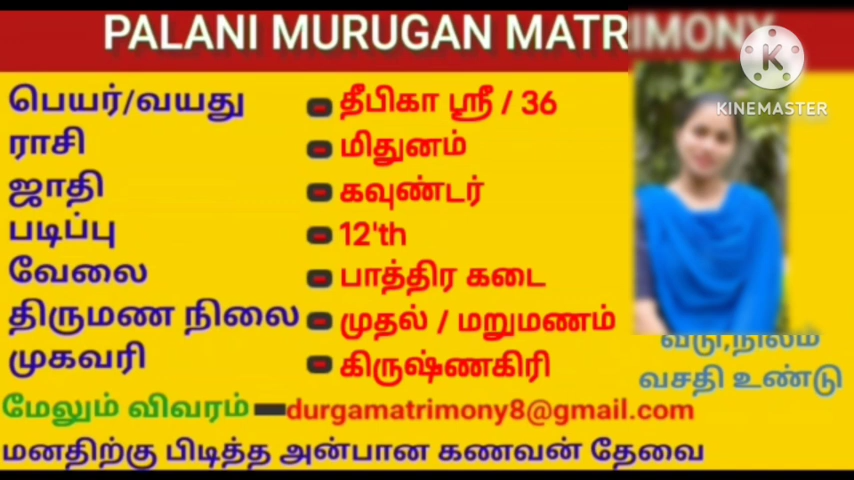 PALANI MURUGAN MATRIMONY
KINEMASTER
பெயர்/வயது - தீபிகா ஸ்ரீ / 36
ராசி - மிதுனம்
ஜாதி - கவுண்டர்
படிப்பு - 12'th
வேலை - பாத்திர கடை
திருமண நிலை - முதல் / மறுமணம்
முகவரி - கிருஷ்ணகிரி
வீடு,நிலம்
வசதி உண்டு
மேலும் விவரம் - durgamatrimony8@gmail.com
மனதிற்கு பிடித்த அன்பான கணவன் தேவை